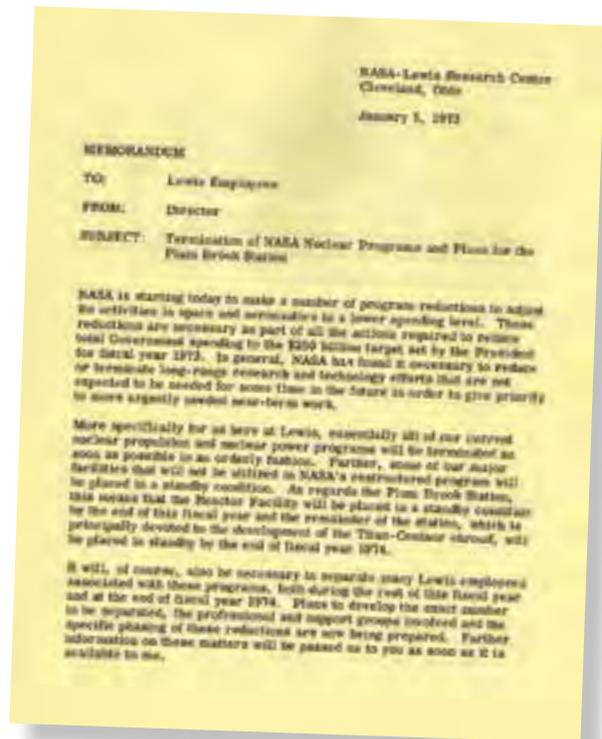 NASA-Lewis Research Center
Cleveland, Ohio
January 5, 1973
MEMORANDUM
TO: Lewis Employees
FROM: Director
SUBJECT: Termination of NASA Nuclear Programs and Plans for the
Plum Brook Station
NASA is starting today to make a number of program reductions to adjust
its activities in space and aeronautics to a lower spending level. These
reductions are necessary as part of all the actions required to reduce
total Government spending to the $250 billion target set by the President
for fiscal year 1973. In general, NASA has found it necessary to reduce
or terminate long-range research and technology efforts that are not
expected to be needed for some time in the future in order to give priority
to more urgently needed near-term work.
More specifically for us here at Lewis, essentially all of our current
nuclear propulsion and nuclear power programs will be terminated as
soon as possible in an orderly fashion. Further, some of our major
facilities that will not be utilized in NASA's restructured program will
be placed in a standby condition. As regards the Plum Brook Station,
this means that the Reactor Facility will be placed in a standby condition
by the end of this fiscal year and the remainder of the station, which is
principally devoted to the development of the Titan-Centaur shroud, will
be placed in standby by the end of fiscal year 1974.
It will, of course, also be necessary to separate many Lewis employees
associated with these programs, both during the rest of this fiscal year
and at the end of fiscal year 1974. Plans to develop the exact number
to be separated, the professional and support groups involved and the
specific phasing of these reductions are now being prepared. Further
information on these matters will be passed on to you as soon as it is
available to me.